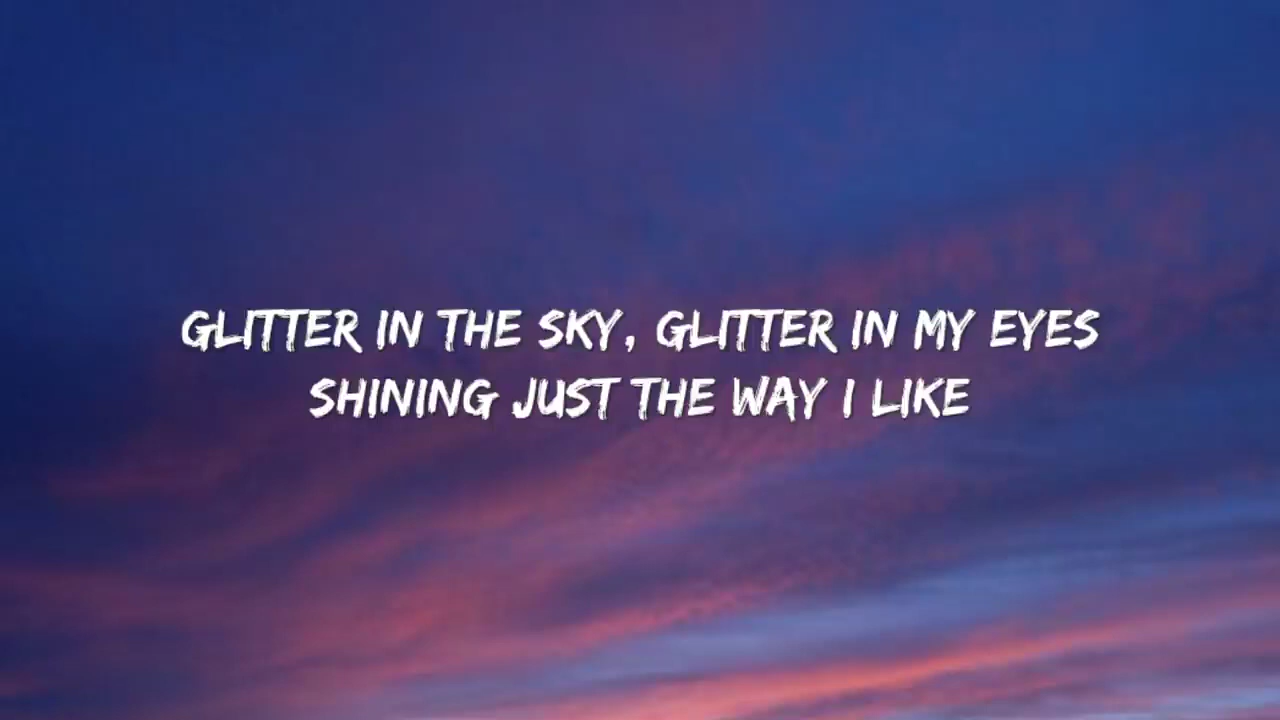 GLITTER IN THE SKY, GLITTER IN MY EYES
SHINING JUST THE WAY I LIKE